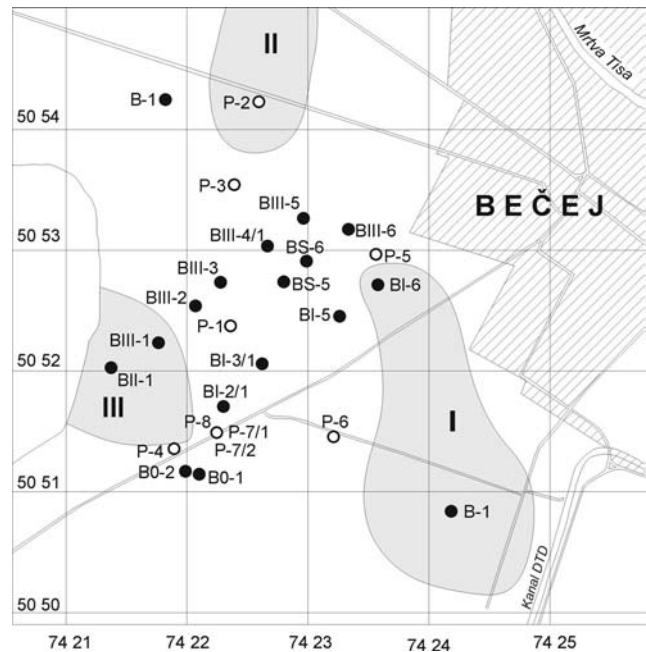 II
Mrtva Tisa
B-1
P-2
50 54
P-3
BIII-5
BEČEJ
BIII-6
BIII-4/1
50 53
BS-6
P-5
BIII-3
BS-5
BI-6
BIII-2
P-1
BI-5
BIII-1
50 52
BI-3/1
BII-1
III
BI-2/1
I
P-8
P-7/1
P-6
P-4
P-7/2
B0-2
B0-1
50 51
B-1
Kanal DTD
50 50
74 21
74 22
74 23
74 24
74 25